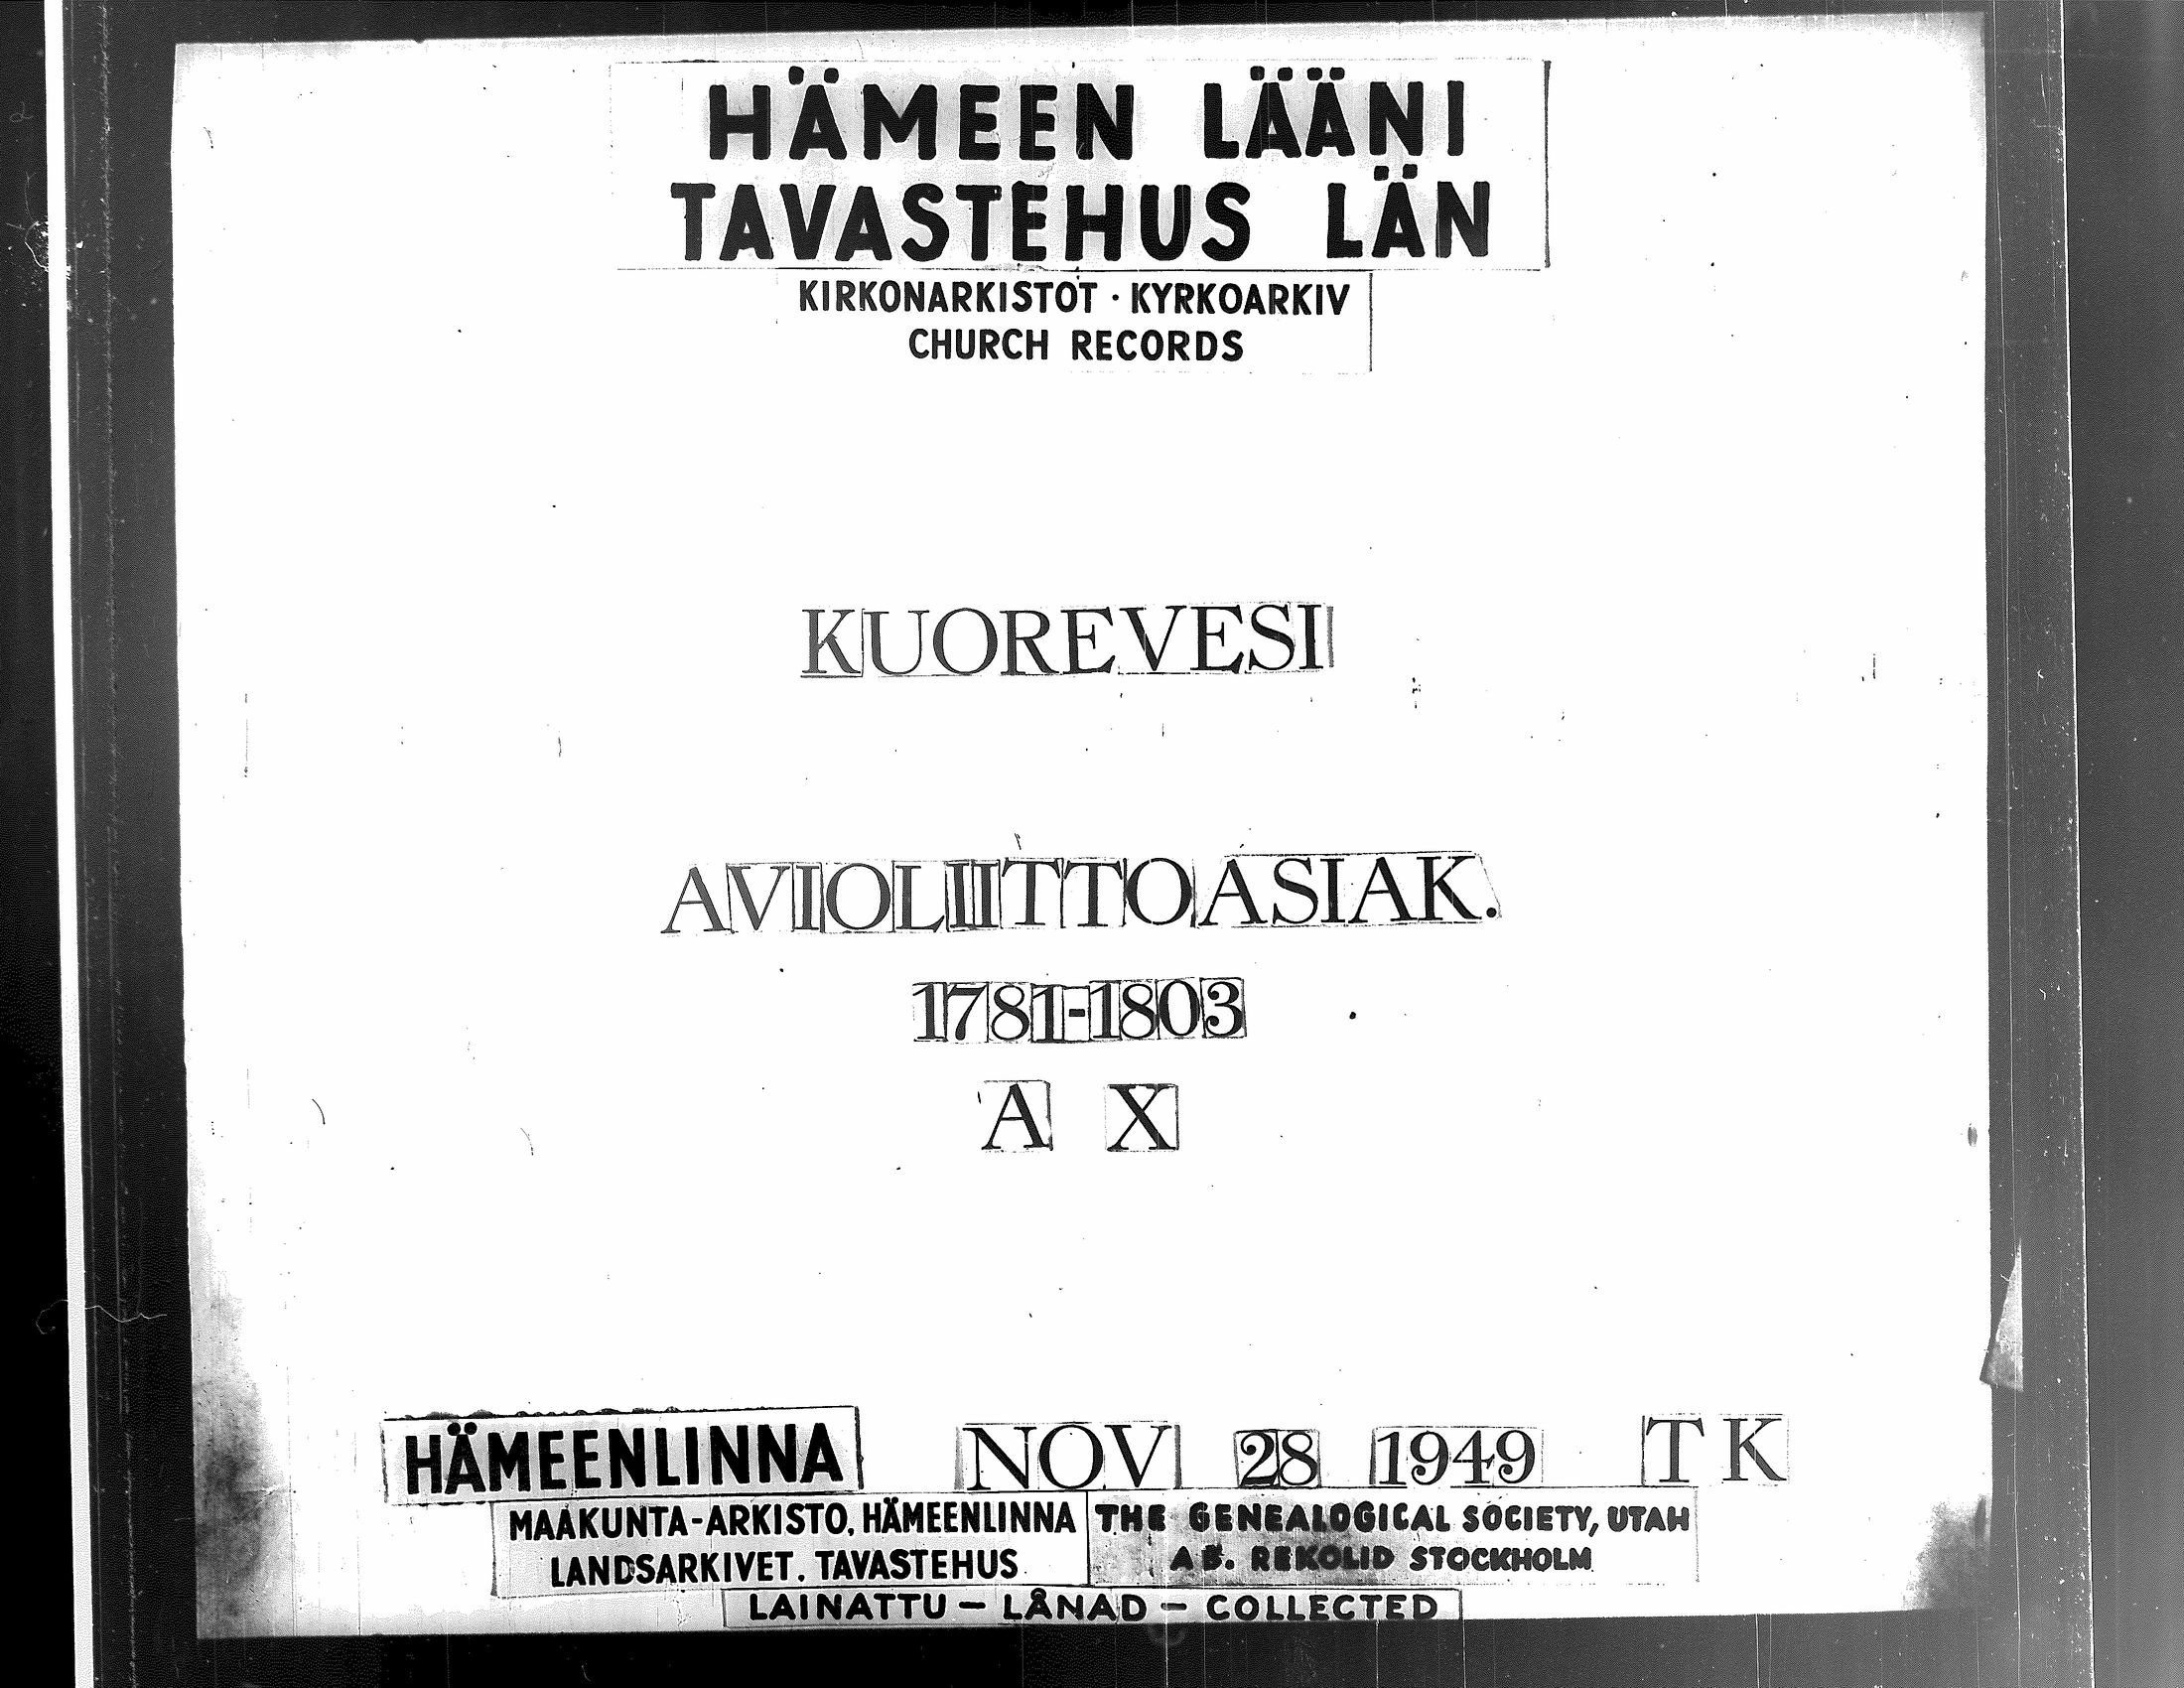 HÄMEEN LÄÄNI
TAVASTEHUS LÄN
KIRKONARKISTOT · KYRKOARKIV
CHURCH RECORDS
KUOREVESI
AVIOLIITTOASIAK.
1781-1803
A X
HÄMEENLINNA NOV 28 1949 T K
MAAKUNTA-ARKISTO, HÄMEENLINNA
LANDSARKIVET. TAVASTEHUS
THE GENEALOGICAL SOCIETY, UTAH
AB. REKOLID STOCKHOLM
LAINATTU - LÅNAD - COLLECTED